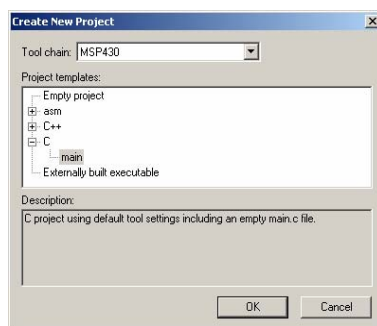 Create New Project
Tool chain: MSP430
Project templates:
Empty project
asm
C++
C
main
Externally built executable
Description:
C project using default tool settings including an empty main.c file.
OK Cancel